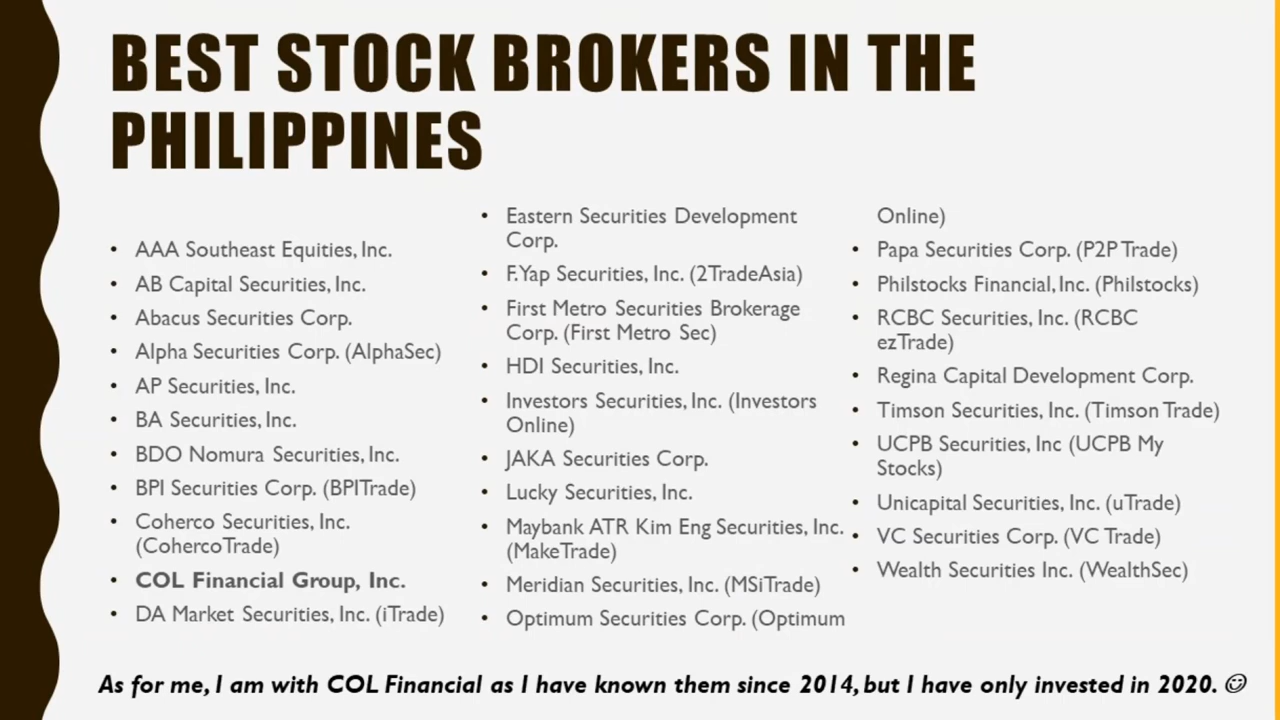 BEST STOCK BROKERS IN THE
PHILIPPINES
• AAA Southeast Equities, Inc.
• AB Capital Securities, Inc.
• Abacus Securities Corp.
• Alpha Securities Corp. (AlphaSec)
• AP Securities, Inc.
• BA Securities, Inc.
• BDO Nomura Securities, Inc.
• BPI Securities Corp. (BPITrade)
• Coherco Securities, Inc.
(CohercoTrade)
• COL Financial Group, Inc.
• DA Market Securities, Inc. (iTrade)
• Eastern Securities Development
Corp.
• F.Yap Securities, Inc. (2TradeAsia)
• First Metro Securities Brokerage
Corp. (First Metro Sec)
• HDI Securities, Inc.
• Investors Securities, Inc. (Investors
Online)
• JAKA Securities Corp.
• Lucky Securities, Inc.
• Maybank ATR Kim Eng Securities, Inc.
(MakeTrade)
• Meridian Securities, Inc. (MSiTrade)
• Optimum Securities Corp. (Optimum
Online)
• Papa Securities Corp. (P2P Trade)
• Philstocks Financial, Inc. (Philstocks)
• RCBC Securities, Inc. (RCBC
ezTrade)
• Regina Capital Development Corp.
• Timson Securities, Inc. (Timson Trade)
• UCPB Securities, Inc (UCPB My
Stocks)
• Unicapital Securities, Inc. (uTrade)
• VC Securities Corp. (VC Trade)
• Wealth Securities Inc. (WealthSec)
As for me, I am with COL Financial as I have known them since 2014, but I have only invested in 2020. ☺